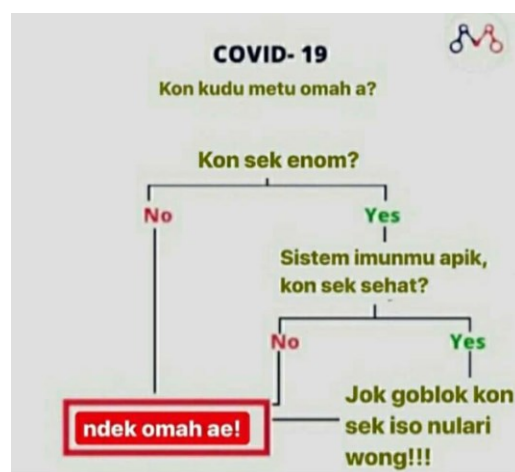 COVID- 19
Kon kudu metu omah a?
Kon sek enom?
No
Yes
Sistem imunmu apik,
kon sek sehat?
No
Yes
ndek omah ae!
Jok goblok kon
sek iso nulari
wong!!!